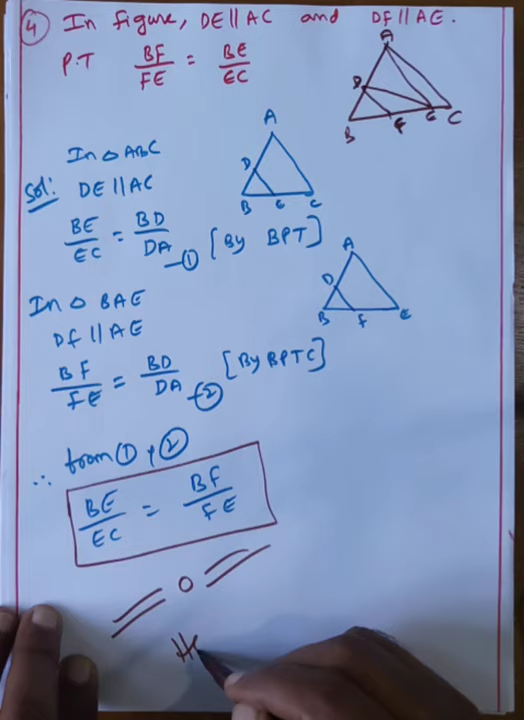 ④ In figure, DE||AC and DF||AE.
P.T BF/FE = BE/EC
A
D
B F E C
In △ ABC
Sol: DE||AC
A
D
B E C
BE/EC = BD/DA -① [By BPT]
In △ BAE
DF||AE
A
D
B F E
BF/FE = BD/DA -② [By BPTC]
∴ from ① & ②
BE/EC = BF/FE